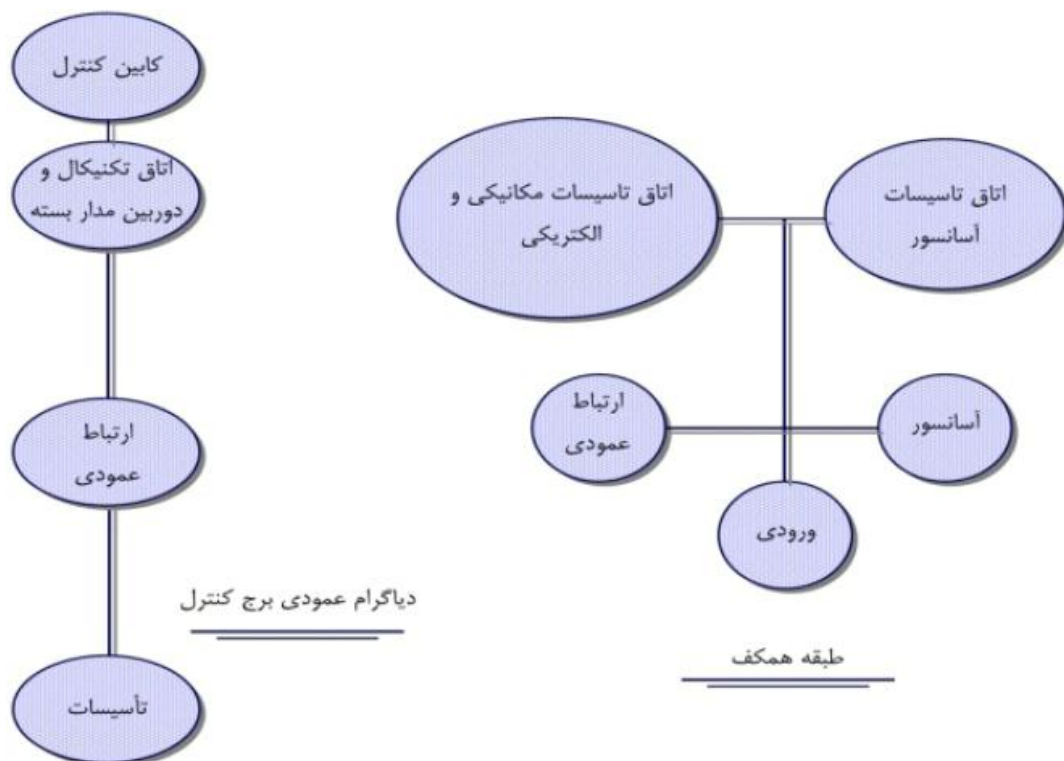 کابین کنترل
اتاق تکنیکال و
دوربین مدار بسته
ارتباط
عمودی
تأسیسات
دیاگرام عمودی برج کنترل
اتاق تاسیسات مکانیکی و
الکتریکی
اتاق تاسیسات
آسانسور
ارتباط
عمودی
آسانسور
ورودی
طبقه همکف